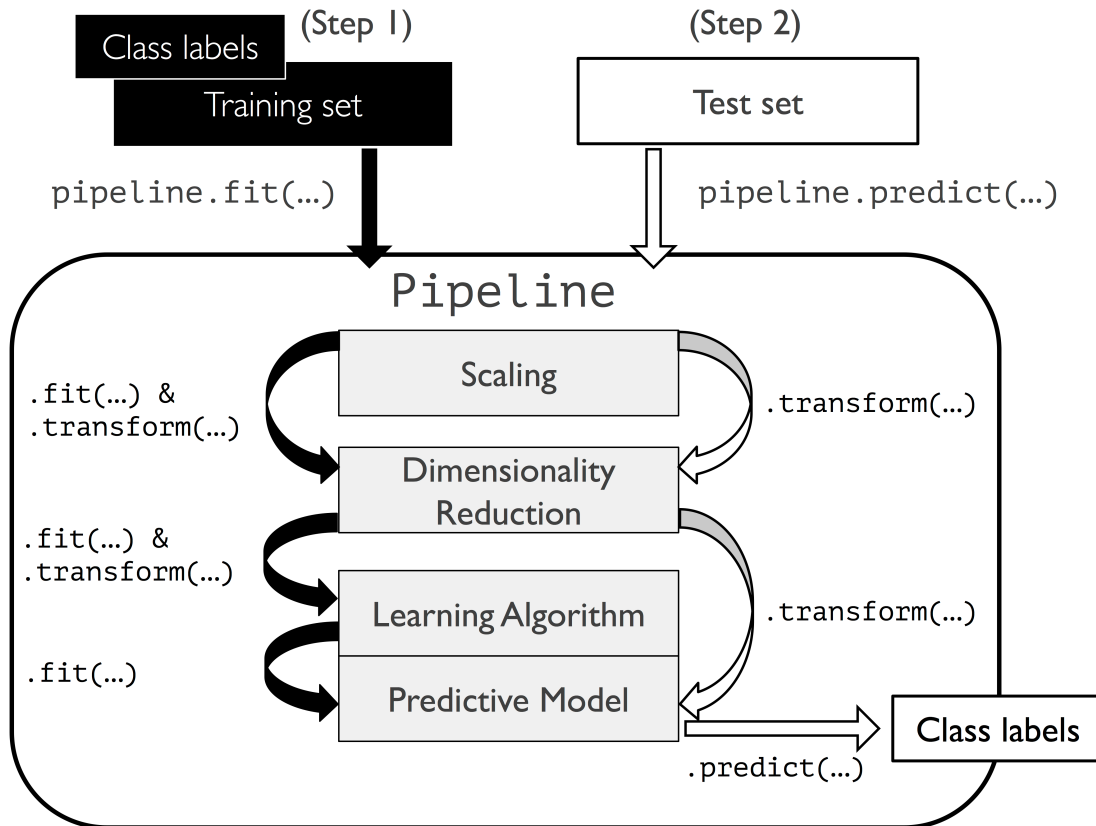 (Step 1)
(Step 2)
Class labels
Training set
Test set
pipeline.fit(…)
pipeline.predict(…)
Pipeline
Scaling
.fit(…) &
.transform(…)
.transform(…)
Dimensionality
Reduction
.fit(…) &
.transform(…)
Learning Algorithm
.transform(…)
.fit(…)
Predictive Model
Class labels
.predict(…)